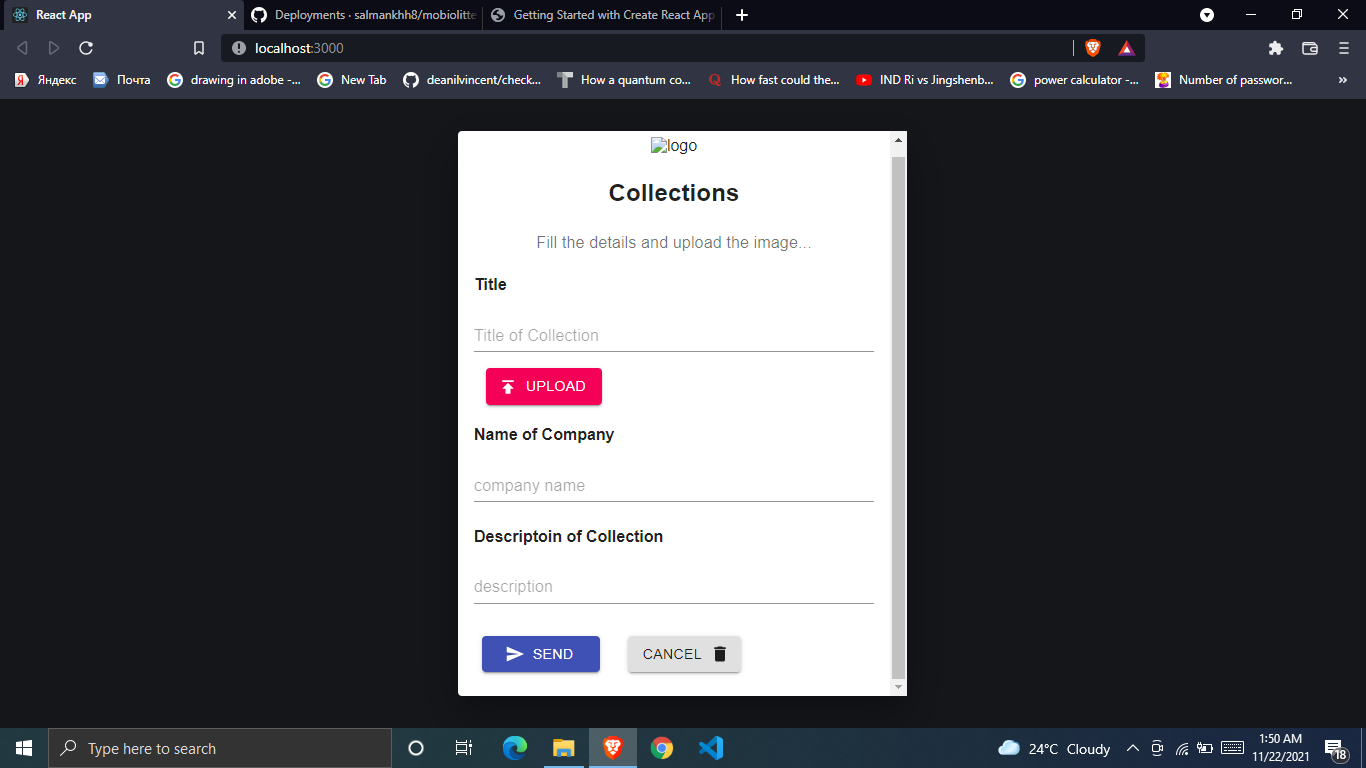 React App
Deployments · salmankhh8/mobiolitte
Getting Started with Create React App
localhost:3000
Яндекс
Почта
drawing in adobe -...
New Tab
deanilvincent/check...
How a quantum co...
How fast could the...
IND Ri vs Jingshenb...
power calculator -...
Number of passwor...
»
logo
Collections
Fill the details and upload the image...
Title
Title of Collection
UPLOAD
Name of Company
company name
Descriptoin of Collection
description
SEND
CANCEL
Type here to search
24°C Cloudy
1:50 AM
11/22/2021
18